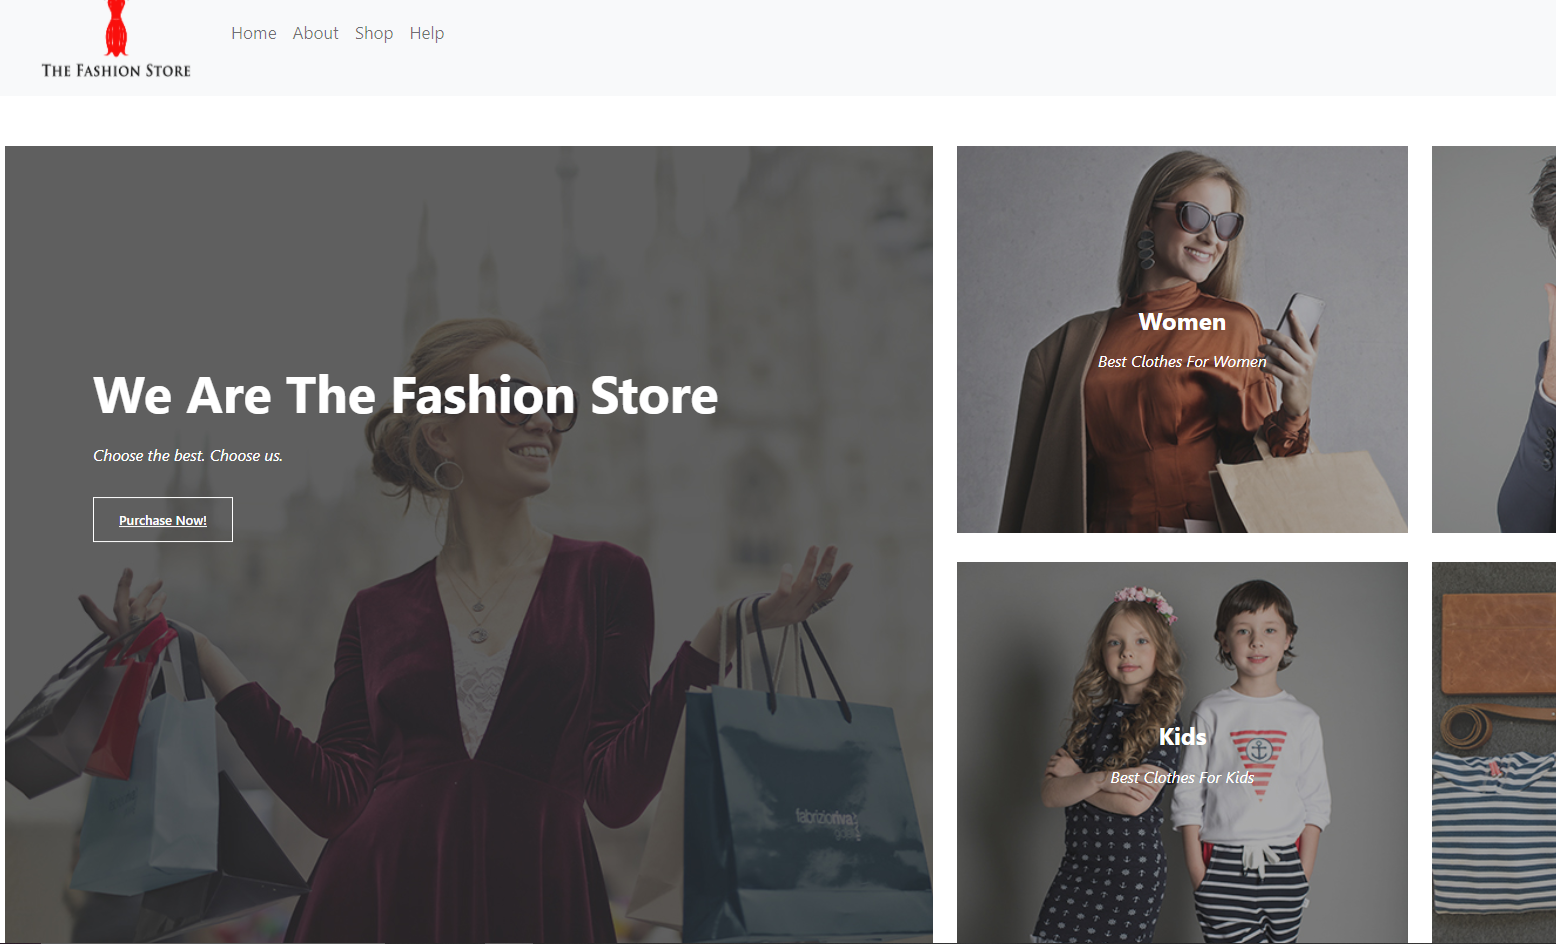 THE FASHION STORE
Home About Shop Help
We Are The Fashion Store
Choose the best. Choose us.
Purchase Now!
Women
Best Clothes For Women
Kids
Best Clothes For Kids
fabrizioriva